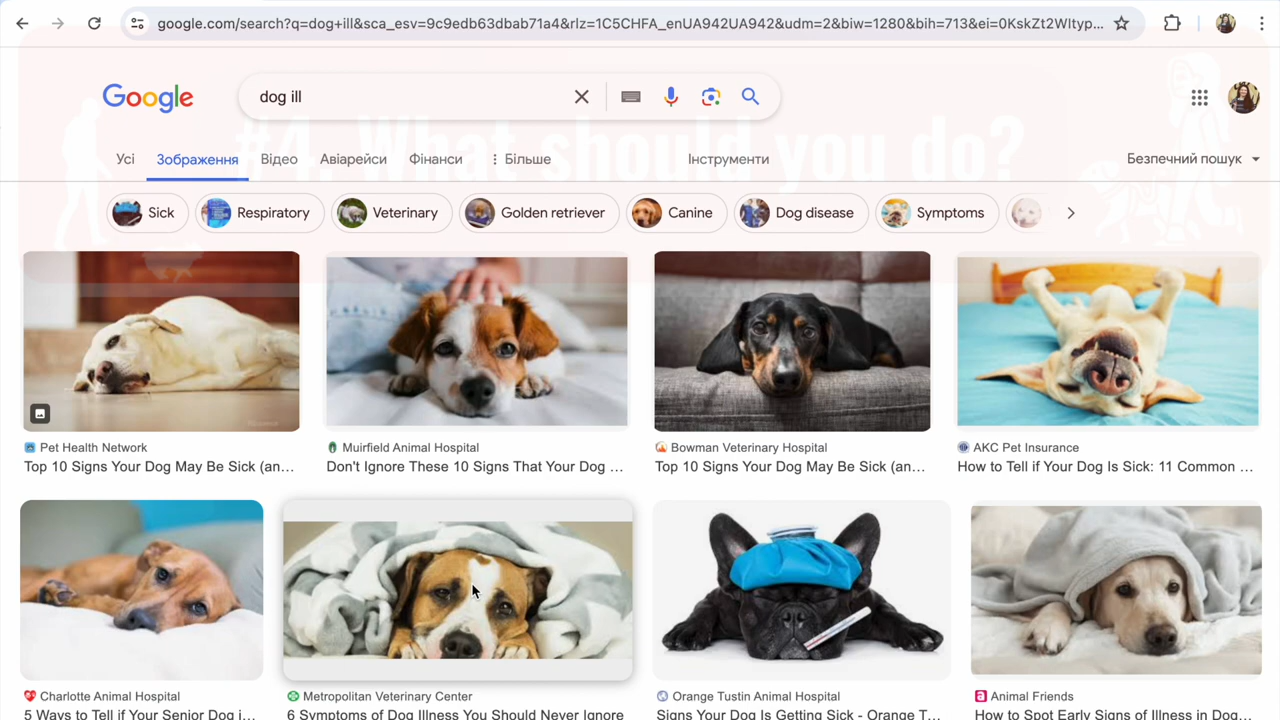 google.com/search?q=dog+ill&sca_esv=9c9edb63dbab71a4&rlz=1C5CHFA_enUA942UA942&udm=2&biw=1280&bih=713&ei=0KskZt2WItyp...
Google
dog ill
#4. What should you do?
Усі
Зображення
Відео
Авіарейси
Фінанси
Більше
Інструменти
Безпечний пошук
Sick
Respiratory
Veterinary
Golden retriever
Canine
Dog disease
Symptoms
Pet Health Network
Top 10 Signs Your Dog May Be Sick (an...
Muirfield Animal Hospital
Don't Ignore These 10 Signs That Your Dog ...
Bowman Veterinary Hospital
Top 10 Signs Your Dog May Be Sick (an...
AKC Pet Insurance
How to Tell if Your Dog Is Sick: 11 Common ...
Charlotte Animal Hospital
5 Ways to Tell if Your Senior Dog i...
Metropolitan Veterinary Center
6 Symptoms of Dog Illness You Should Never Ignore
Orange Tustin Animal Hospital
Signs Your Dog Is Getting Sick - Orange T...
Animal Friends
How to Spot Early Signs of Illness in Dog...